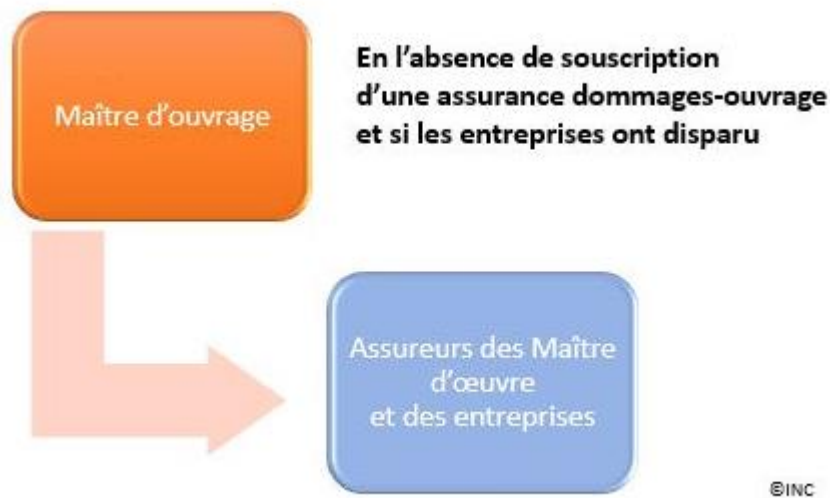 Maître d'ouvrage
En l'absence de souscription
d'une assurance dommages-ouvrage
et si les entreprises ont disparu
Assureurs des Maître
d'œuvre
et des entreprises
©INC